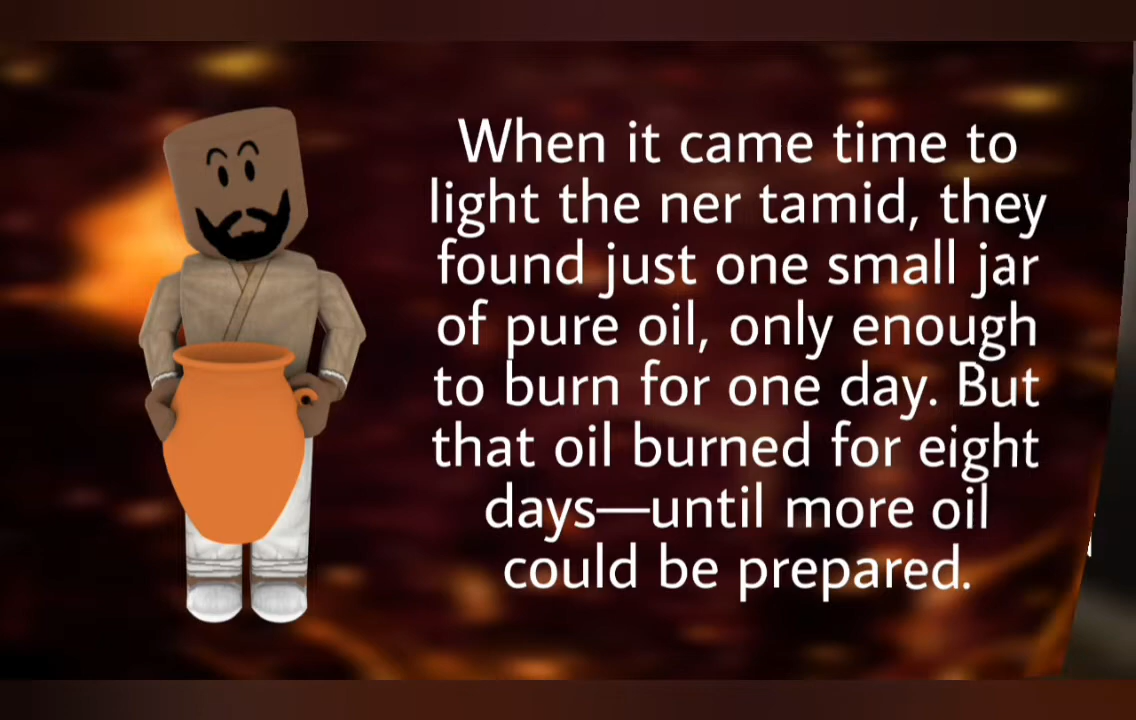 When it came time to
light the ner tamid, they
found just one small jar
of pure oil, only enough
to burn for one day. But
that oil burned for eight
days—until more oil
could be prepared.